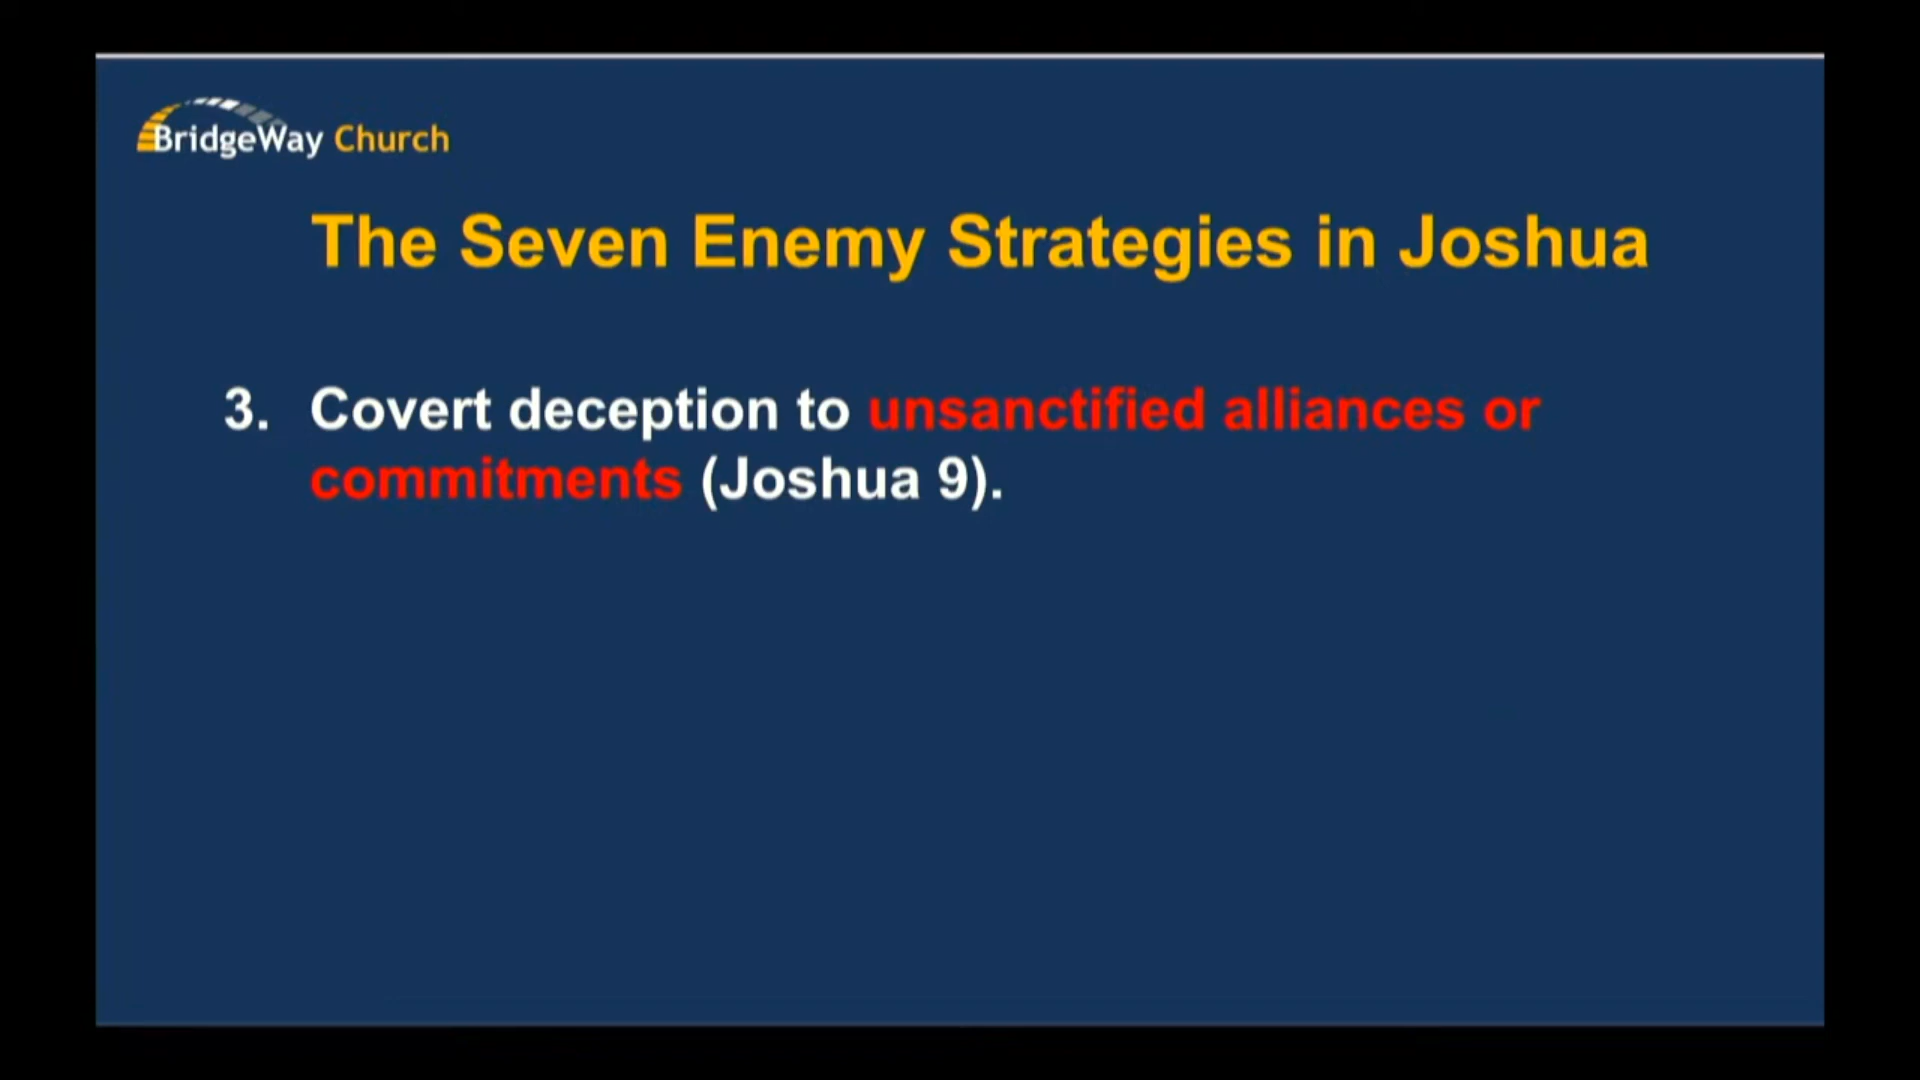 BridgeWay Church
The Seven Enemy Strategies in Joshua
3. Covert deception to unsanctified alliances or
commitments (Joshua 9).